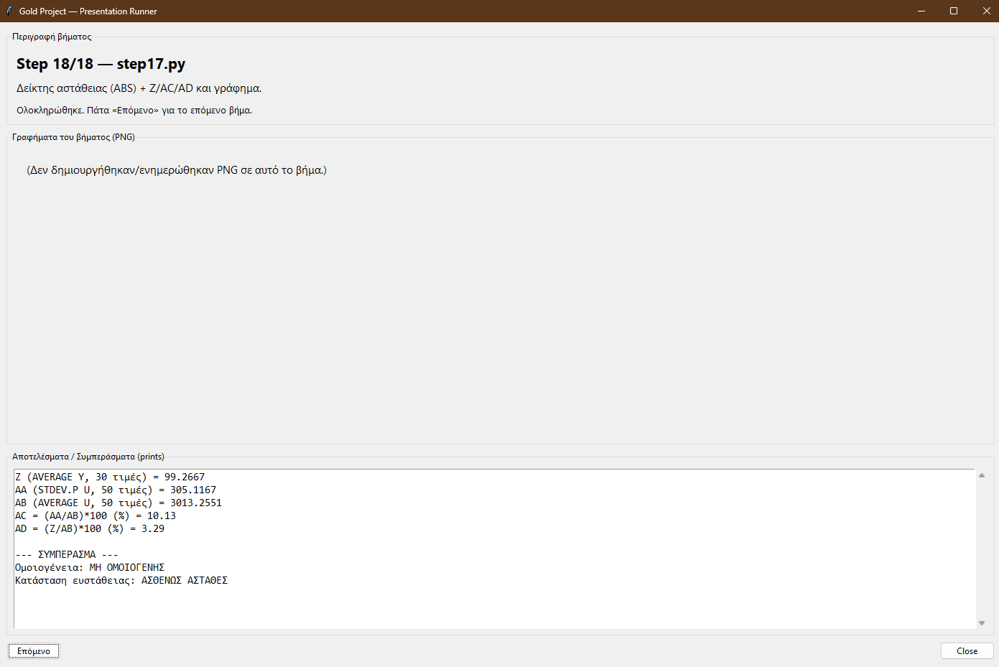 Gold Project — Presentation Runner
Περιγραφή βήματος
Step 18/18 — step17.py
Δείκτης αστάθειας (ABS) + Z/AC/AD και γράφημα.
Ολοκληρώθηκε. Πάτα «Επόμενο» για το επόμενο βήμα.
Γραφήματα του βήματος (PNG)
(Δεν δημιουργήθηκαν/ενημερώθηκαν PNG σε αυτό το βήμα.)
Αποτελέσματα / Συμπεράσματα (prints)
Z (AVERAGE Y, 30 τιμές) = 99.2667
AA (STDEV.P U, 50 τιμές) = 305.1167
AB (AVERAGE U, 50 τιμές) = 3013.2551
AC = (AA/AB)*100 (%) = 10.13
AD = (Z/AB)*100 (%) = 3.29
--- ΣΥΜΠΕΡΑΣΜΑ ---
Ομοιογένεια: ΜΗ ΟΜΟΙΟΓΕΝΗΣ
Κατάσταση ευστάθειας: ΑΣΘΕΝΩΣ ΑΣΤΑΘΕΣ
Επόμενο
Close